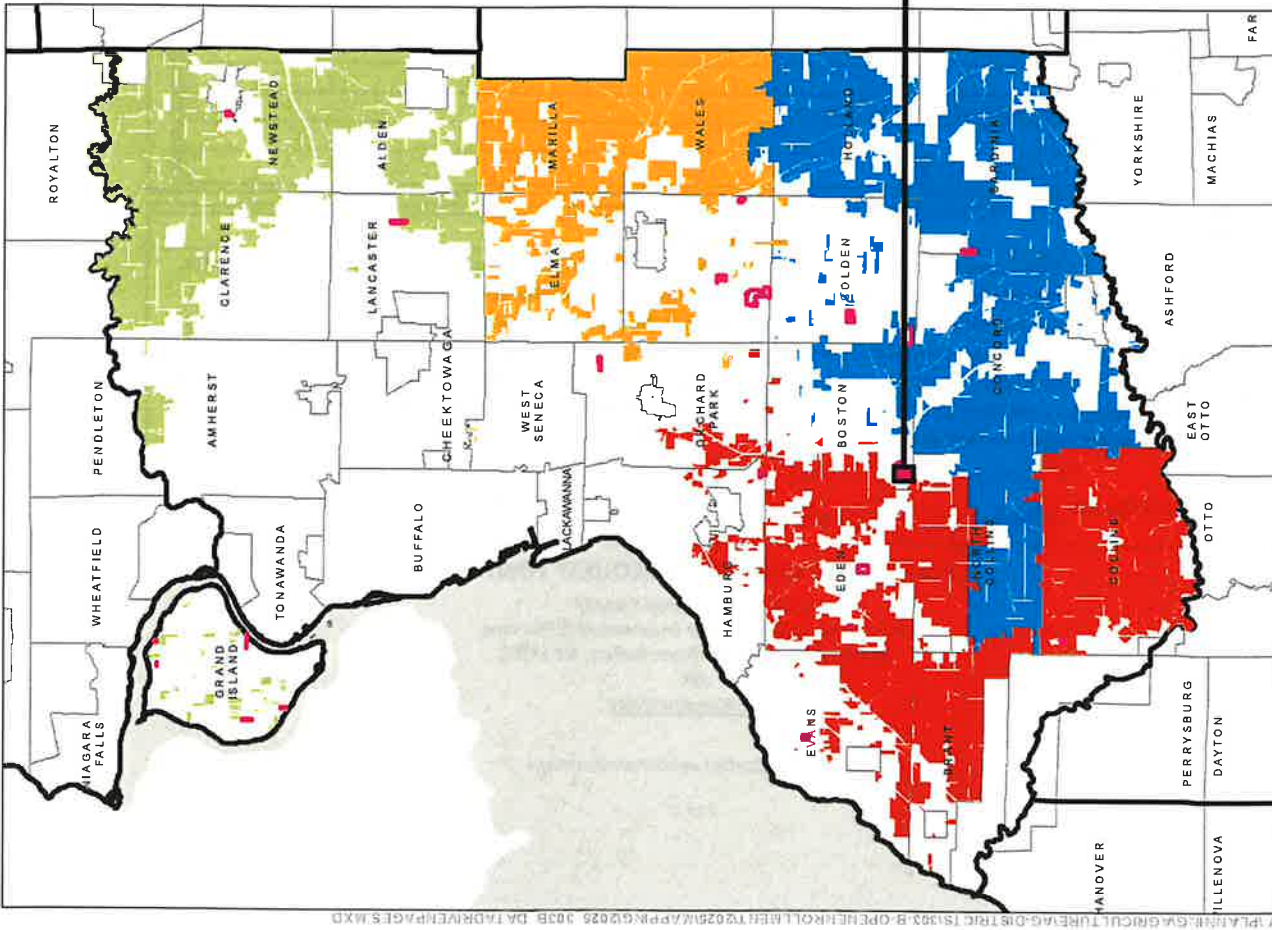 ROYALTON
FAR
PENDLETON
WHEATFIELD
NIAGARA
FALLS
NEWSTEAD
CLARENCE
AMHERST
TONAWANDA
GRAND
ISLAND
ALDEN
LANCASTER
CHEEKTOWAGA
BUFFALO
MARILLA
ELMA
WEST
SENECA
LACKAWANNA
WALES
ORCHARD
PARK
HAMBURG
HOLLAND
COLDEN
BOSTON
EDEN
EVANS
SARDINIA
CONCORD
NORTH
COLLINS
BRANT
COLLINS
YORKSHIRE
MACHIAS
ASHFORD
EAST
OTTO
OTTO
PERRYSBURG
DAYTON
HANOVER
VILLENOVA